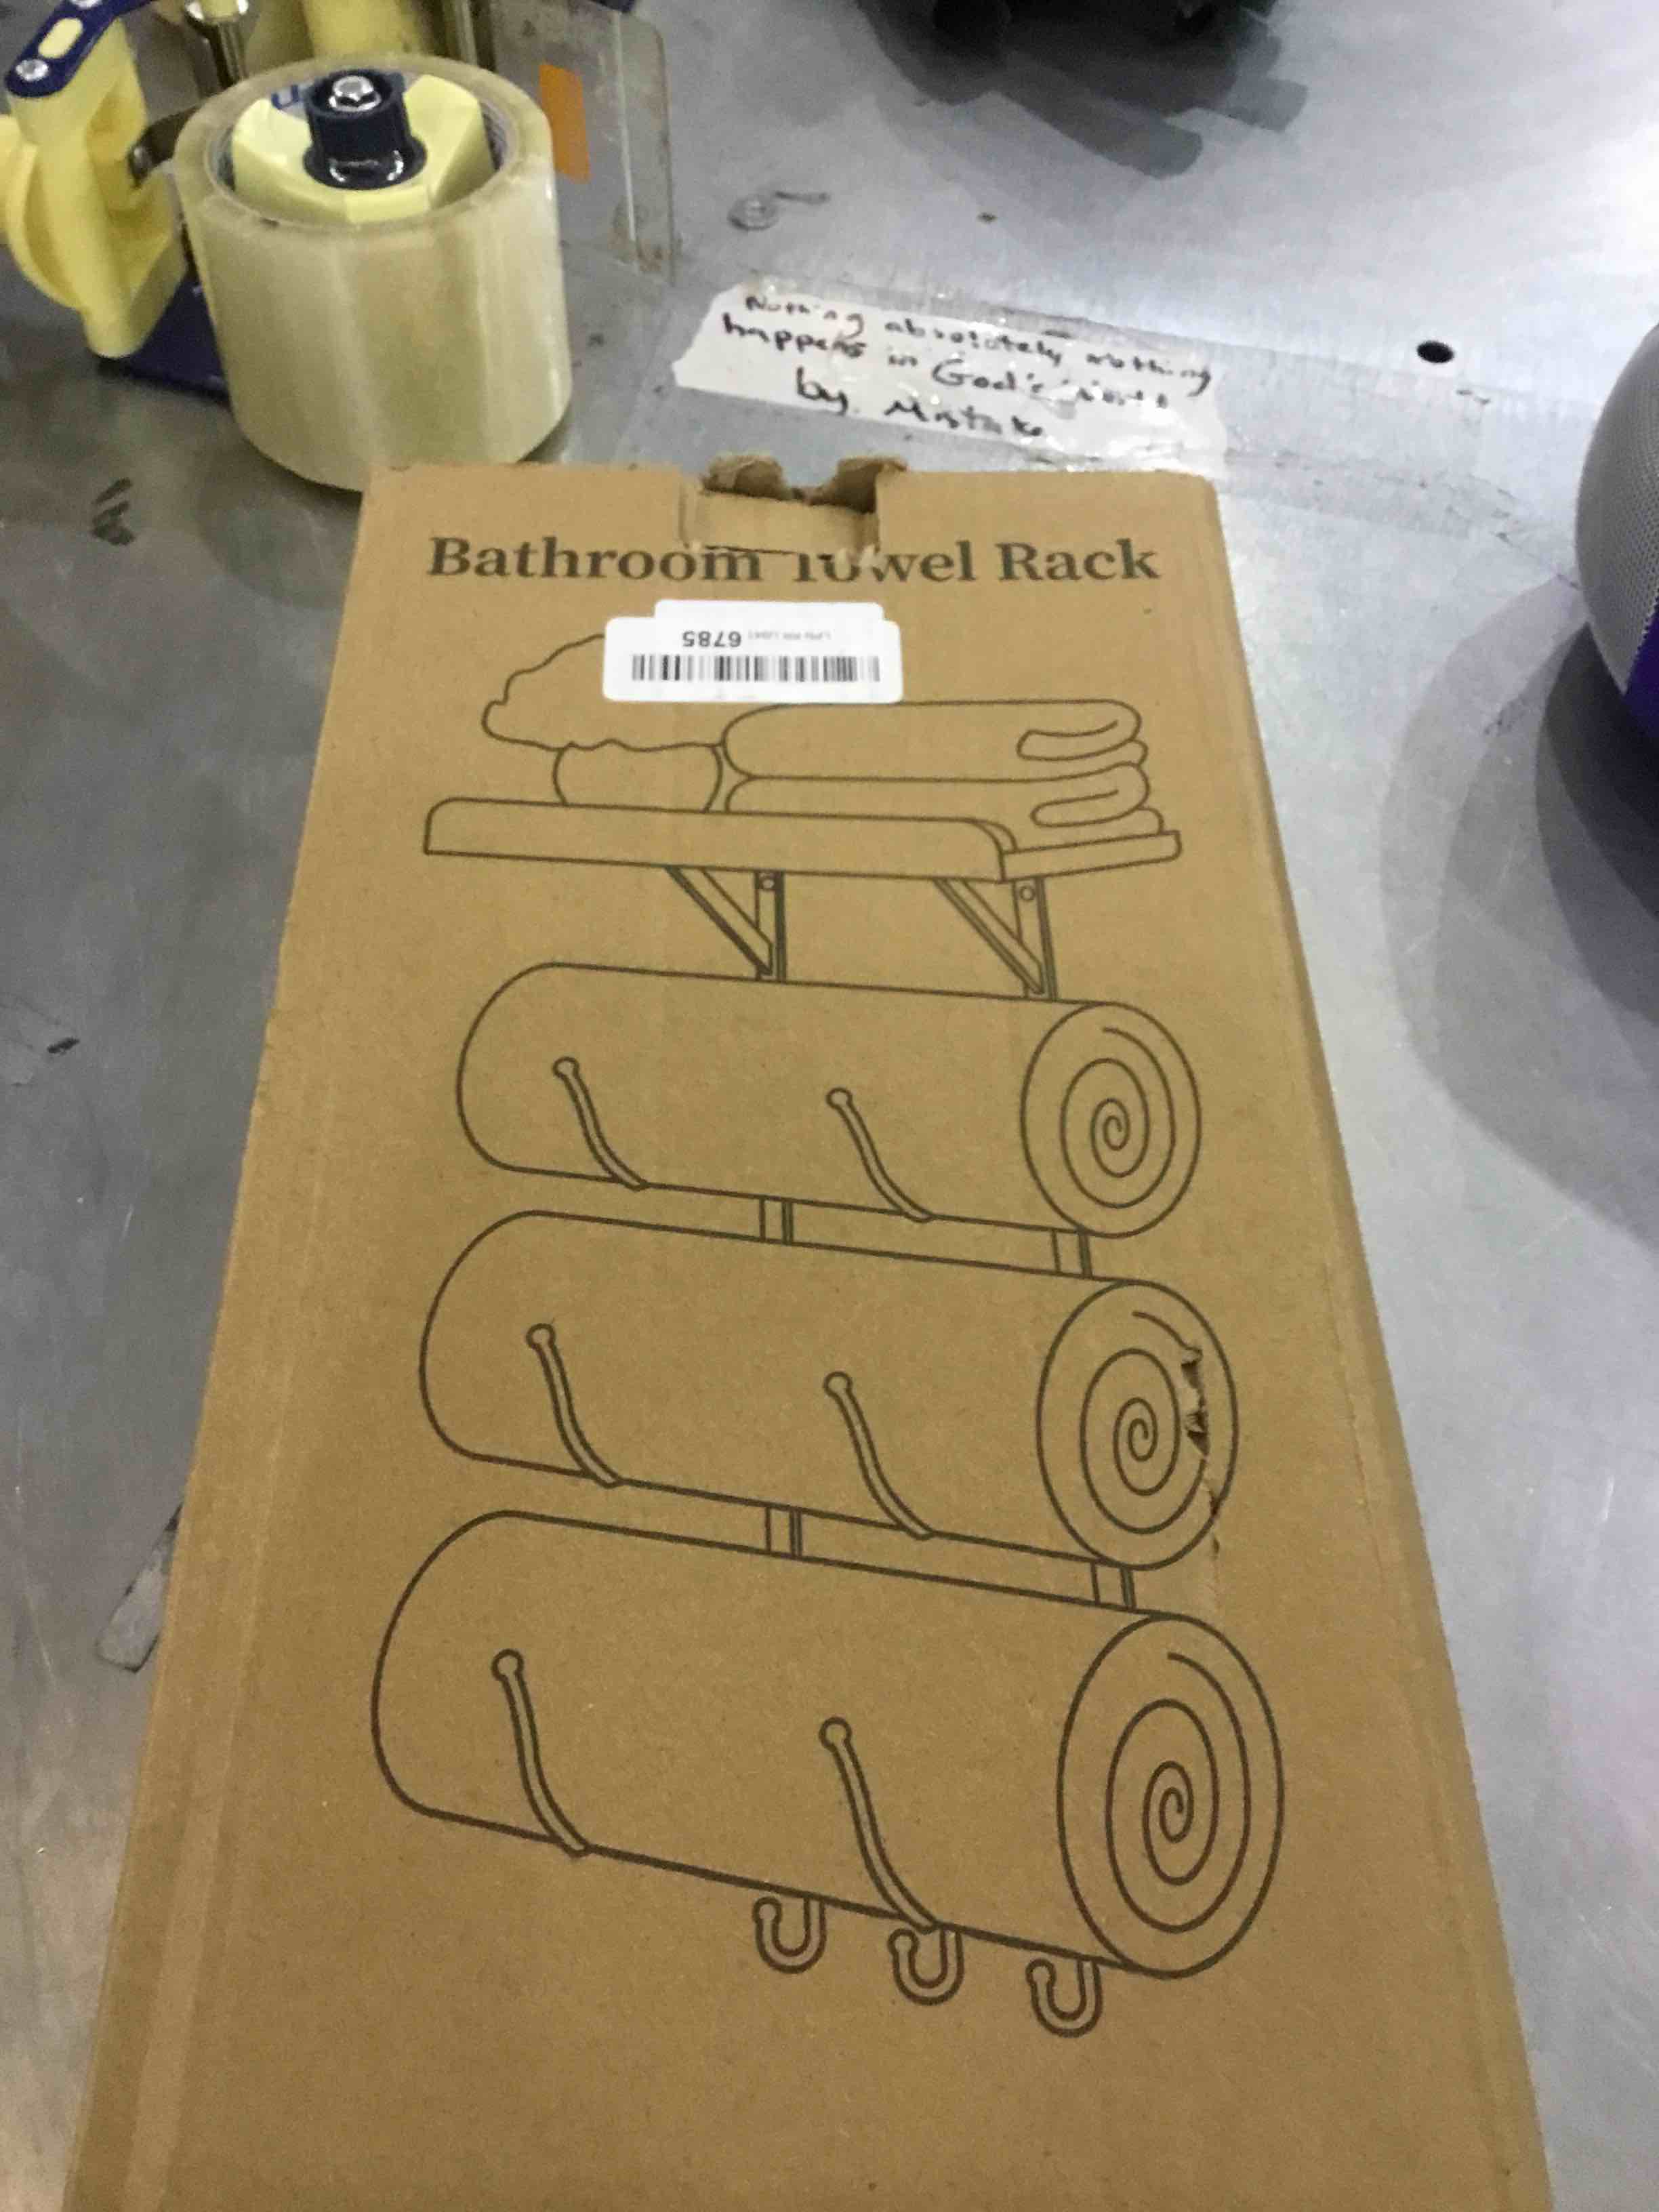 Nothing absolutely nothing
happens in God's world
by. Mistake
Bathroom Towel Rack
6785